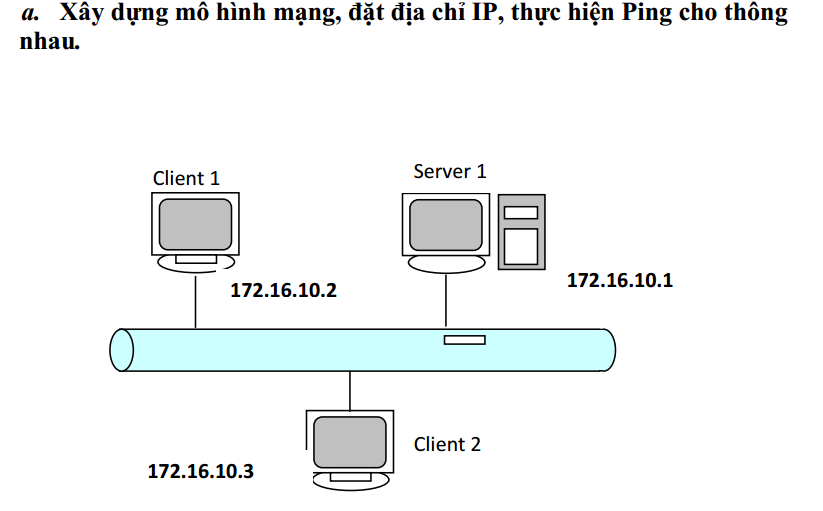 a. Xây dựng mô hình mạng, đặt địa chỉ IP, thực hiện Ping cho thông
nhau.
Client 1
Server 1
172.16.10.2
172.16.10.1
Client 2
172.16.10.3